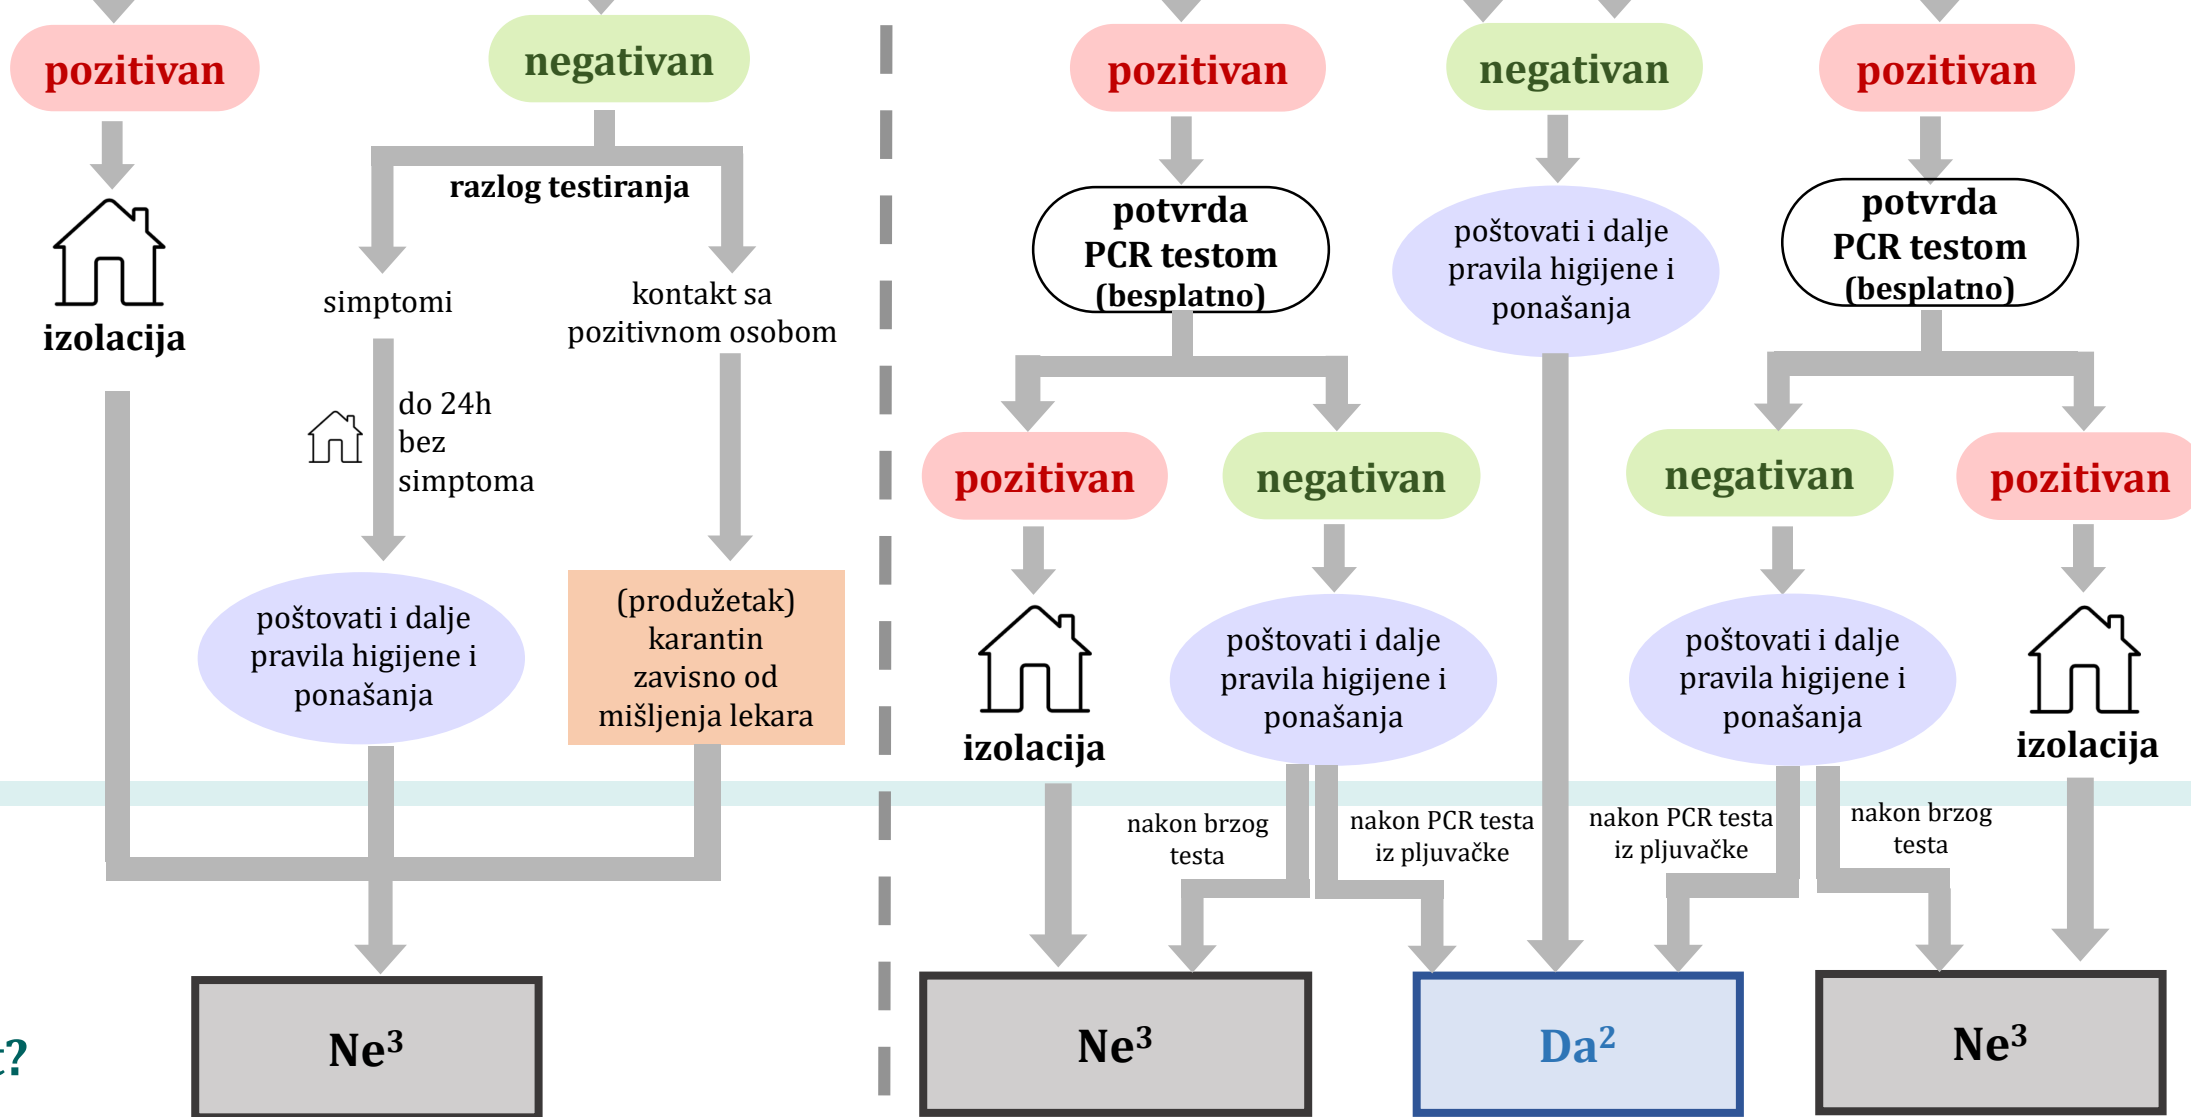 pozitivan
negativan
razlog testiranja
izolacija
simptomi
kontakt sa
pozitivnom osobom
do 24h
bez
simptoma
poštovati i dalje
pravila higijene i
ponašanja
(produžetak)
karantin
zavisno od
mišljenja lekara
Ne³
t?
pozitivan
negativan
pozitivan
potvrda
PCR testom
(besplatno)
poštovati i dalje
pravila higijene i
ponašanja
potvrda
PCR testom
(besplatno)
pozitivan
negativan
negativan
pozitivan
izolacija
poštovati i dalje
pravila higijene i
ponašanja
poštovati i dalje
pravila higijene i
ponašanja
izolacija
nakon brzog
testa
nakon PCR testa
iz pljuvačke
nakon PCR testa
iz pljuvačke
nakon brzog
testa
Ne³
Da²
Ne³